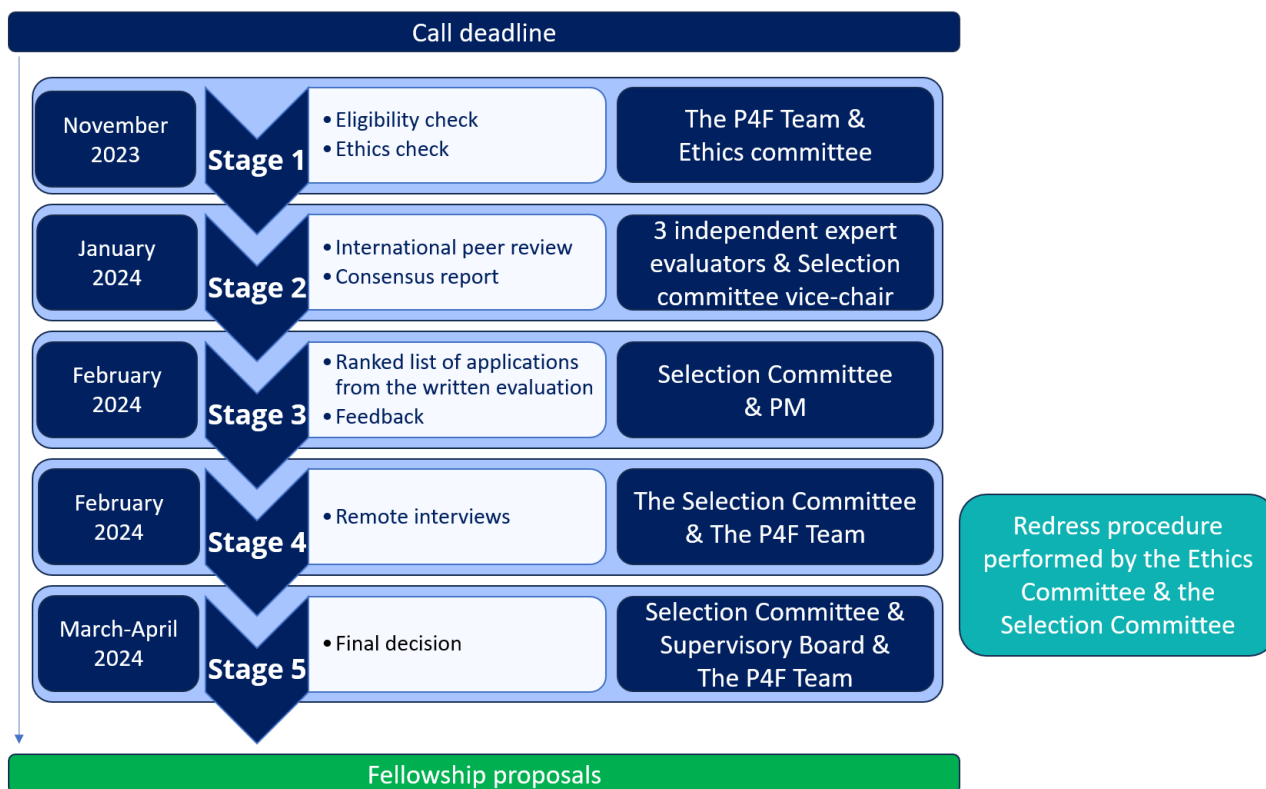 Call deadline
November
2023
Stage 1
• Eligibility check
• Ethics check
The P4F Team &
Ethics committee
January
2024
Stage 2
• International peer review
• Consensus report
3 independent expert
evaluators & Selection
committee vice-chair
February
2024
Stage 3
• Ranked list of applications
from the written evaluation
• Feedback
Selection Committee
& PM
February
2024
Stage 4
• Remote interviews
The Selection Committee
& The P4F Team
Redress procedure
performed by the Ethics
Committee & the
Selection Committee
March-April
2024
Stage 5
• Final decision
Selection Committee &
Supervisory Board &
The P4F Team
Fellowship proposals